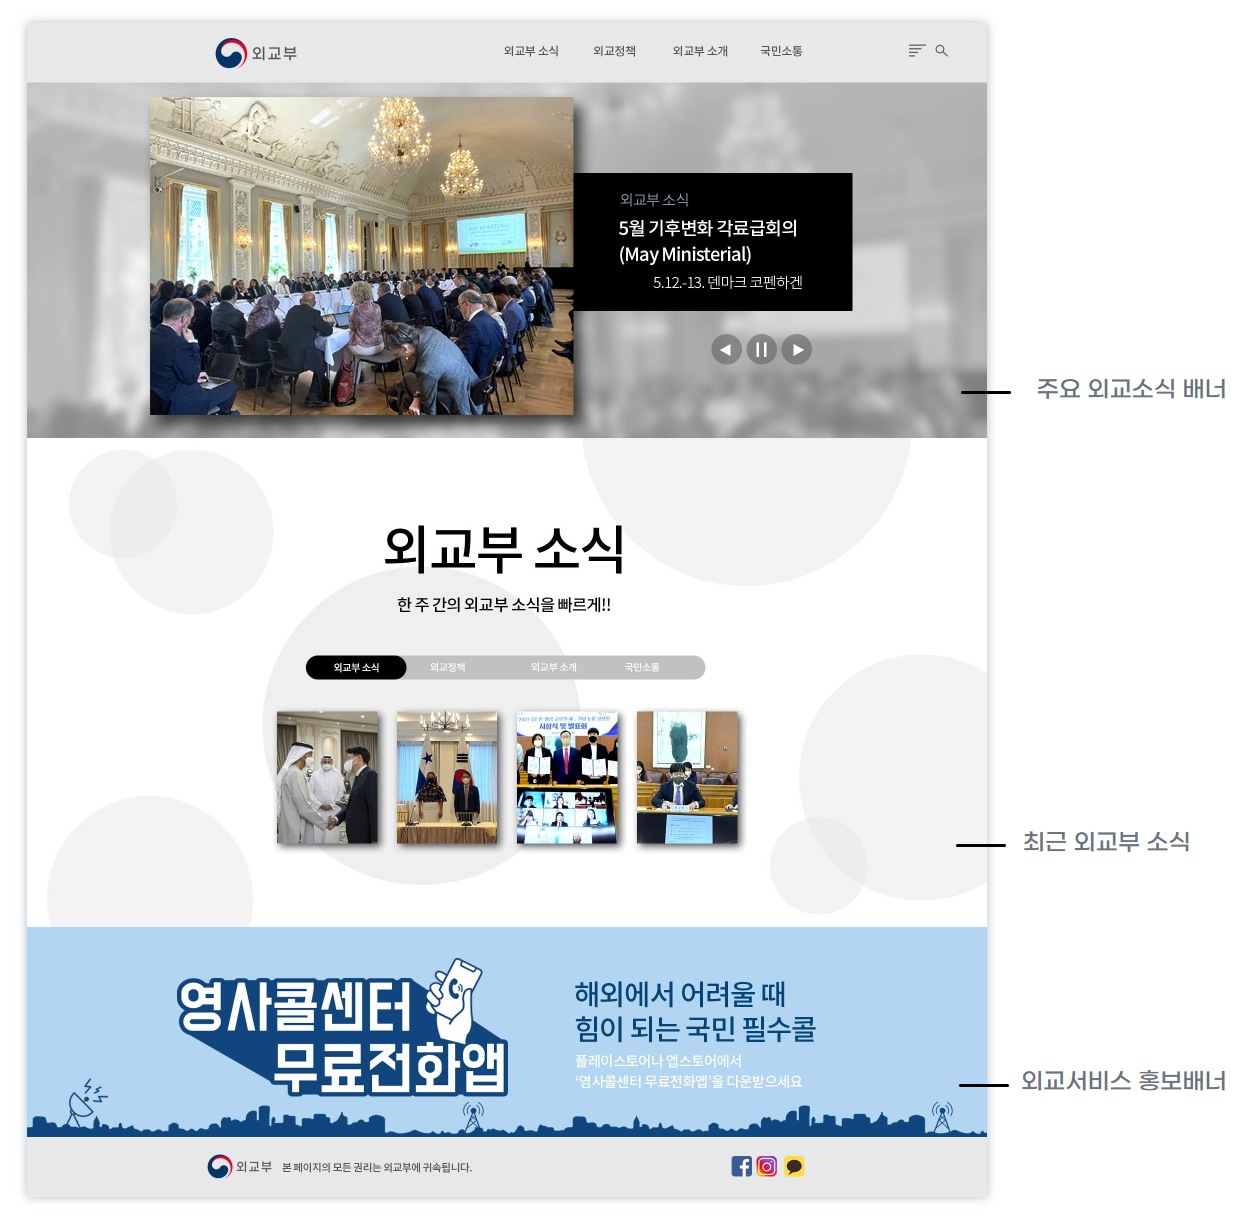 외교부
외교부 소식
외교정책
외교부 소개
국민소통
외교부 소식
5월 기후변화 각료급회의
(May Ministerial)
5.12.-13. 덴마크 코펜하겐
주요 외교소식 배너
외교부 소식
한 주 간의 외교부 소식을 빠르게!!
외교부 소식
외교정책
외교부 소개
국민소통
시상식 및 발표회
최근 외교부 소식
영사콜센터
무료전화앱
해외에서 어려울 때
힘이 되는 국민 필수콜
플레이스토어나 앱스토어에서
‘영사콜센터 무료전화앱’을 다운받으세요
외교서비스 홍보배너
외교부
본 페이지의 모든 권리는 외교부에 귀속됩니다.